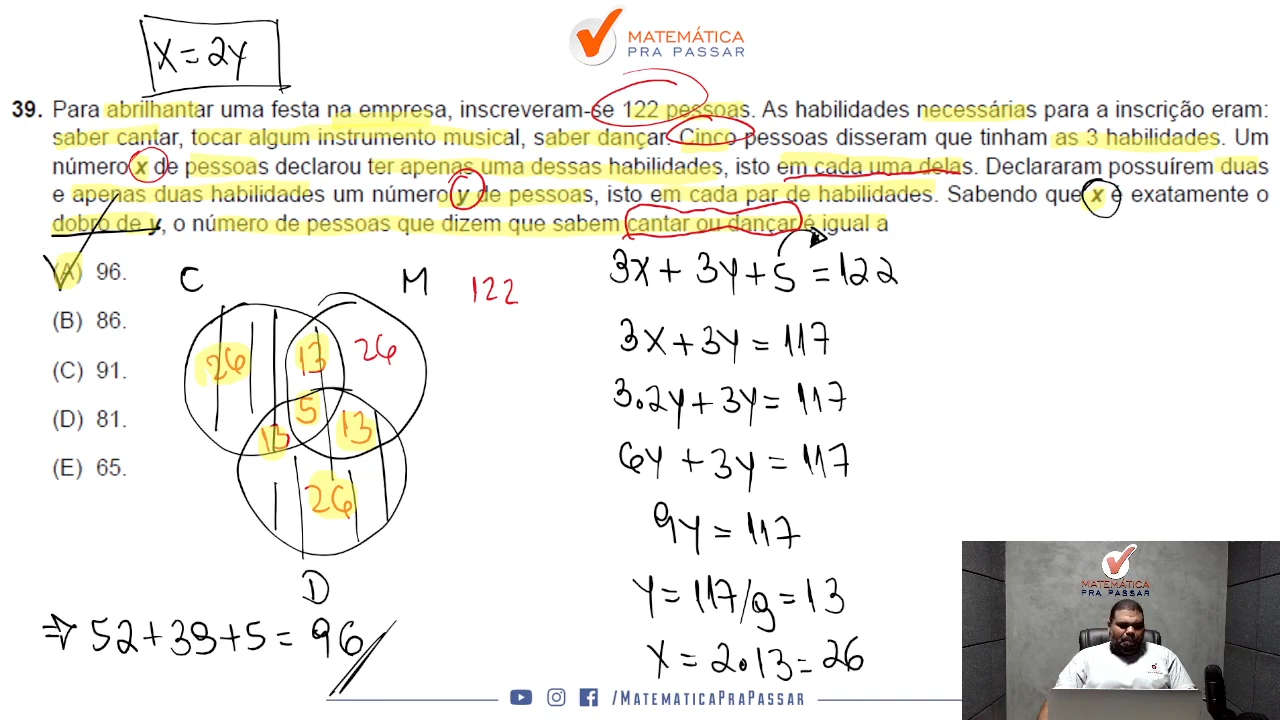 X = 2Y
MATEMÁTICA
PRA PASSAR
39. Para abrilhantar uma festa na empresa, inscreveram-se 122 pessoas. As habilidades necessárias para a inscrição eram:
saber cantar, tocar algum instrumento musical, saber dançar. Cinco pessoas disseram que tinham as 3 habilidades. Um
número x de pessoas declarou ter apenas uma dessas habilidades, isto em cada uma delas. Declararam possuírem duas
e apenas duas habilidades um número y de pessoas, isto em cada par de habilidades. Sabendo que x é exatamente o
dobro de y, o número de pessoas que dizem que sabem cantar ou dançar é igual a
(A) 96.
(B) 86.
(C) 91.
(D) 81.
(E) 65.
C M 122
26 13 26
5
13 13
26
D
⇒ 52 + 39 + 5 = 96
3X + 3Y + 5 = 122
3X + 3Y = 117
3.2Y + 3Y = 117
6Y + 3Y = 117
9Y = 117
Y = 117/9 = 13
X = 2.13 = 26
MATEMÁTICA
PRA PASSAR
/MATEMATICAPRAPASSAR